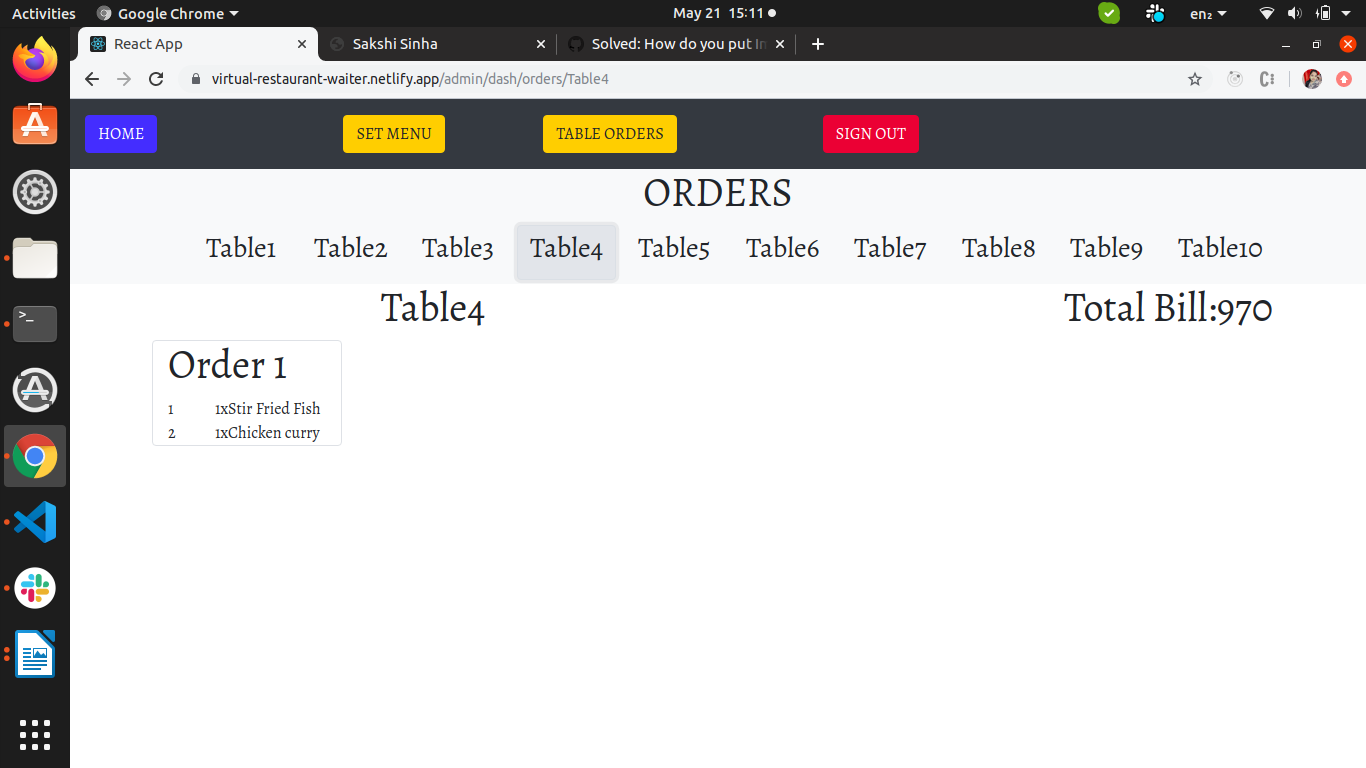 Activities Google Chrome May 21 15:11 en₂
React App Sakshi Sinha Solved: How do you put In
virtual-restaurant-waiter.netlify.app/admin/dash/orders/Table4
HOME SET MENU TABLE ORDERS SIGN OUT
ORDERS
Table1 Table2 Table3 Table4 Table5 Table6 Table7 Table8 Table9 Table10
Table4 Total Bill:970
Order 1
1 1xStir Fried Fish
2 1xChicken curry